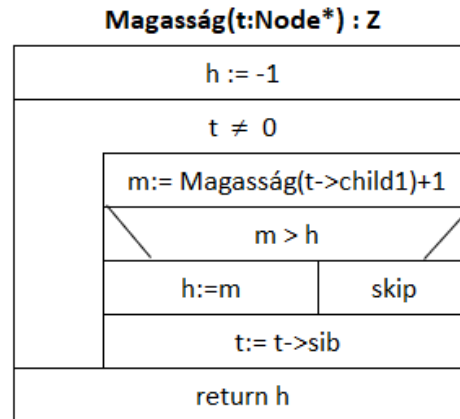 Magasság(t:Node*) : Z
h := -1
t ≠ 0
m:= Magasság(t->child1)+1
m > h
h:=m skip
t:= t->sib
return h